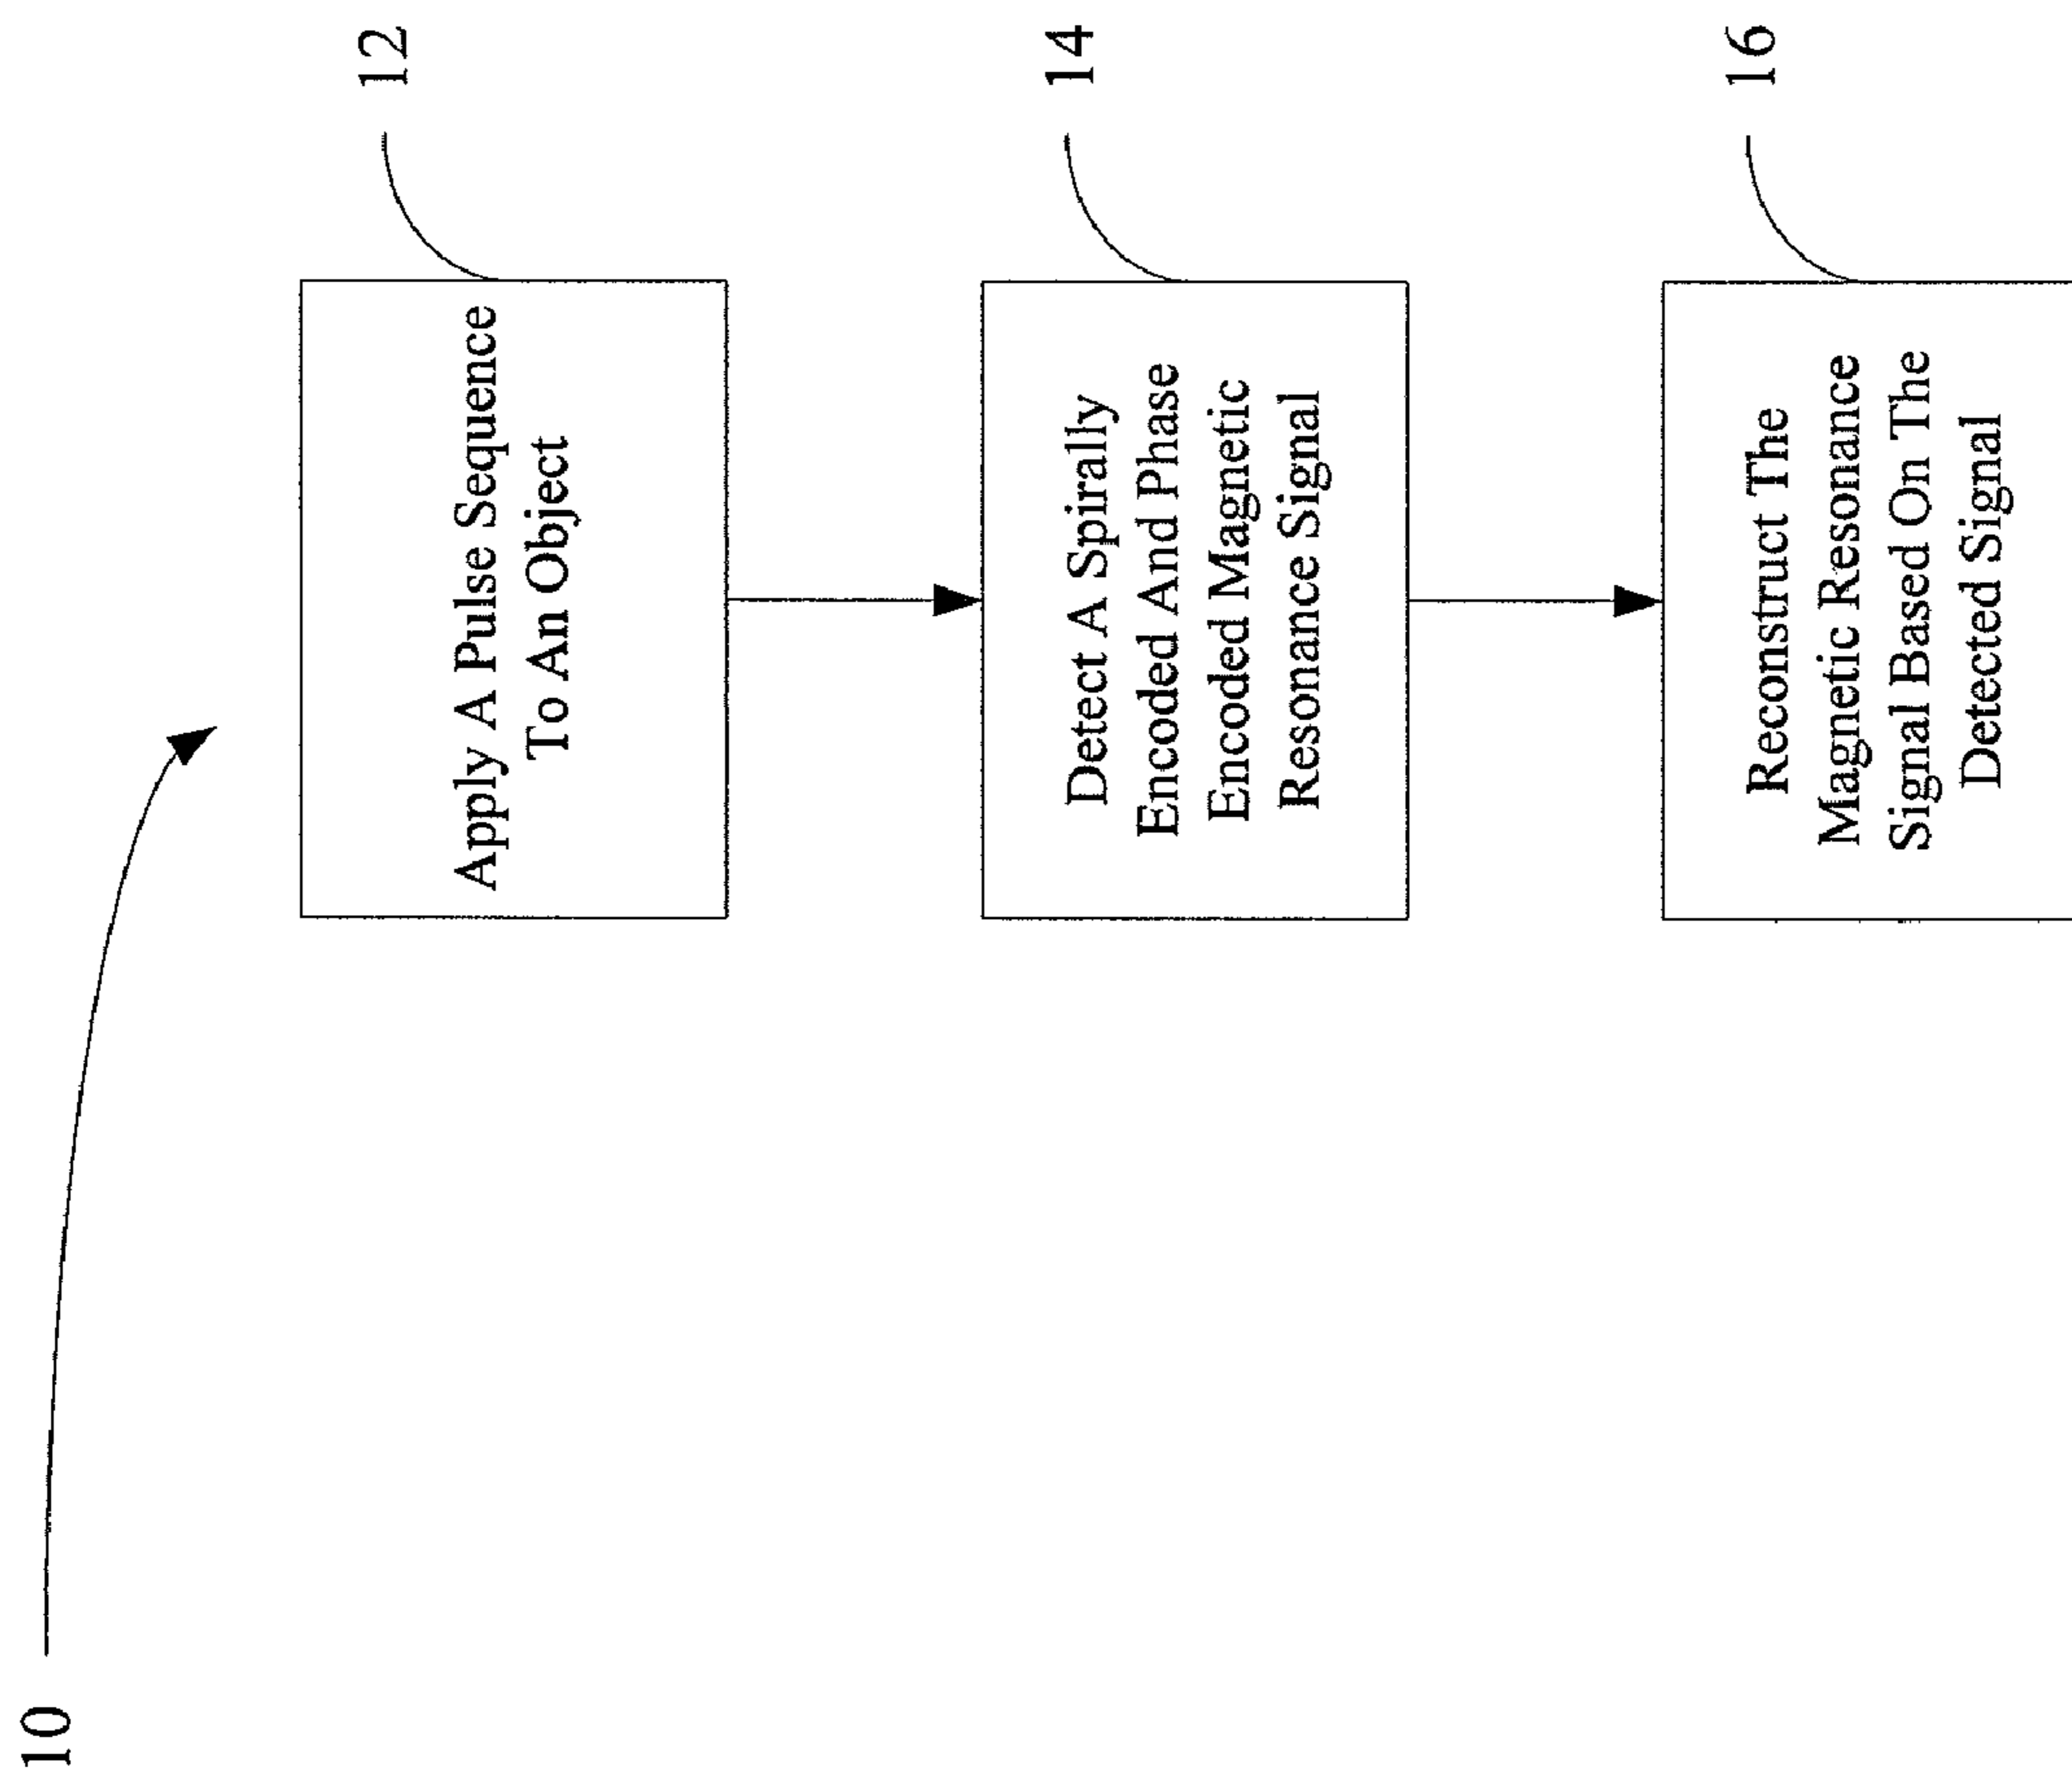 10
12
Apply A Pulse Sequence
To An Object
14
Detect A Spirally
Encoded And Phase
Encoded Magnetic
Resonance Signal
16
Reconstruct The
Magnetic Resonance
Signal Based On The
Detected Signal